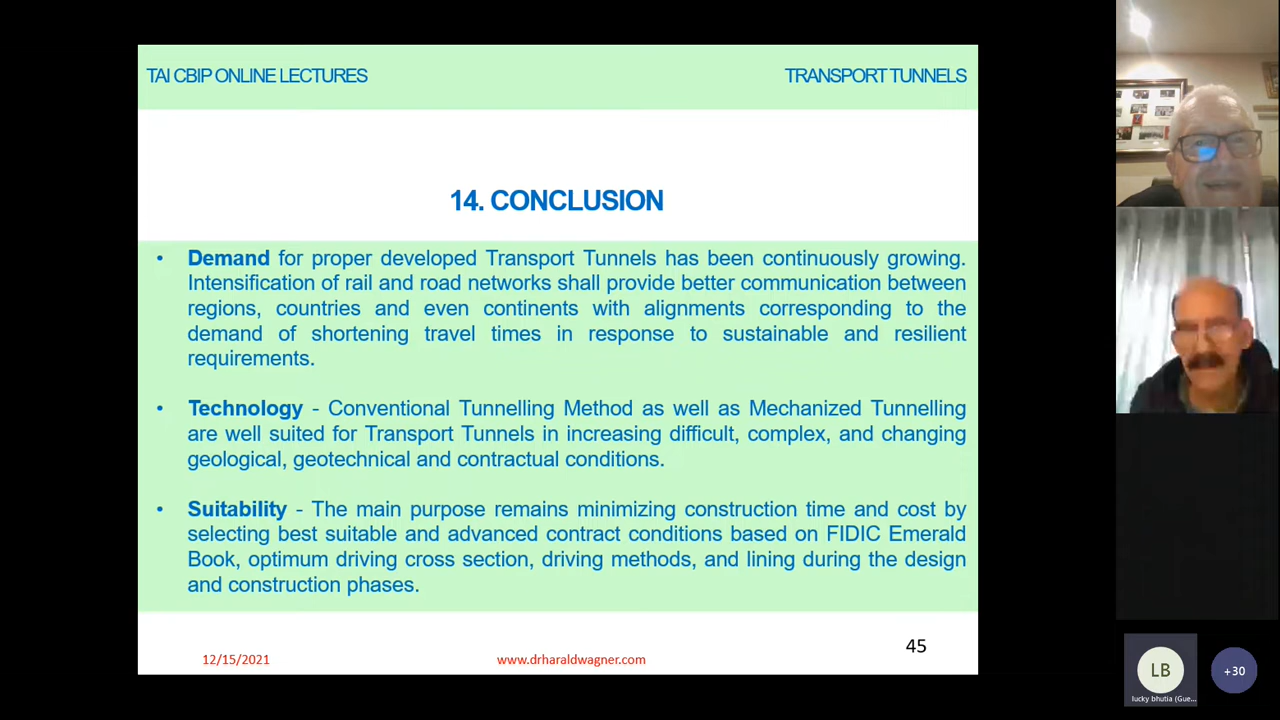 TAI CBIP ONLINE LECTURES
TRANSPORT TUNNELS
14. CONCLUSION
• Demand for proper developed Transport Tunnels has been continuously growing.
Intensification of rail and road networks shall provide better communication between
regions, countries and even continents with alignments corresponding to the
demand of shortening travel times in response to sustainable and resilient
requirements.
• Technology - Conventional Tunnelling Method as well as Mechanized Tunnelling
are well suited for Transport Tunnels in increasing difficult, complex, and changing
geological, geotechnical and contractual conditions.
• Suitability - The main purpose remains minimizing construction time and cost by
selecting best suitable and advanced contract conditions based on FIDIC Emerald
Book, optimum driving cross section, driving methods, and lining during the design
and construction phases.
12/15/2021
www.drharaldwagner.com
45
LB
lucky bhutia (Gue...
+30